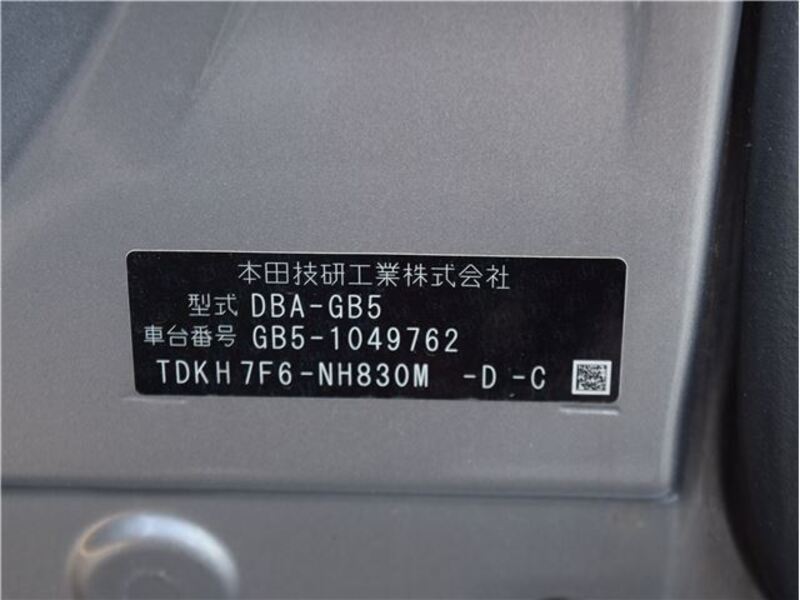 本田技研工業株式会社
型式 DBA-GB5
車台番号 GB5-1049762
TDKH7F6-NH830M -D-C